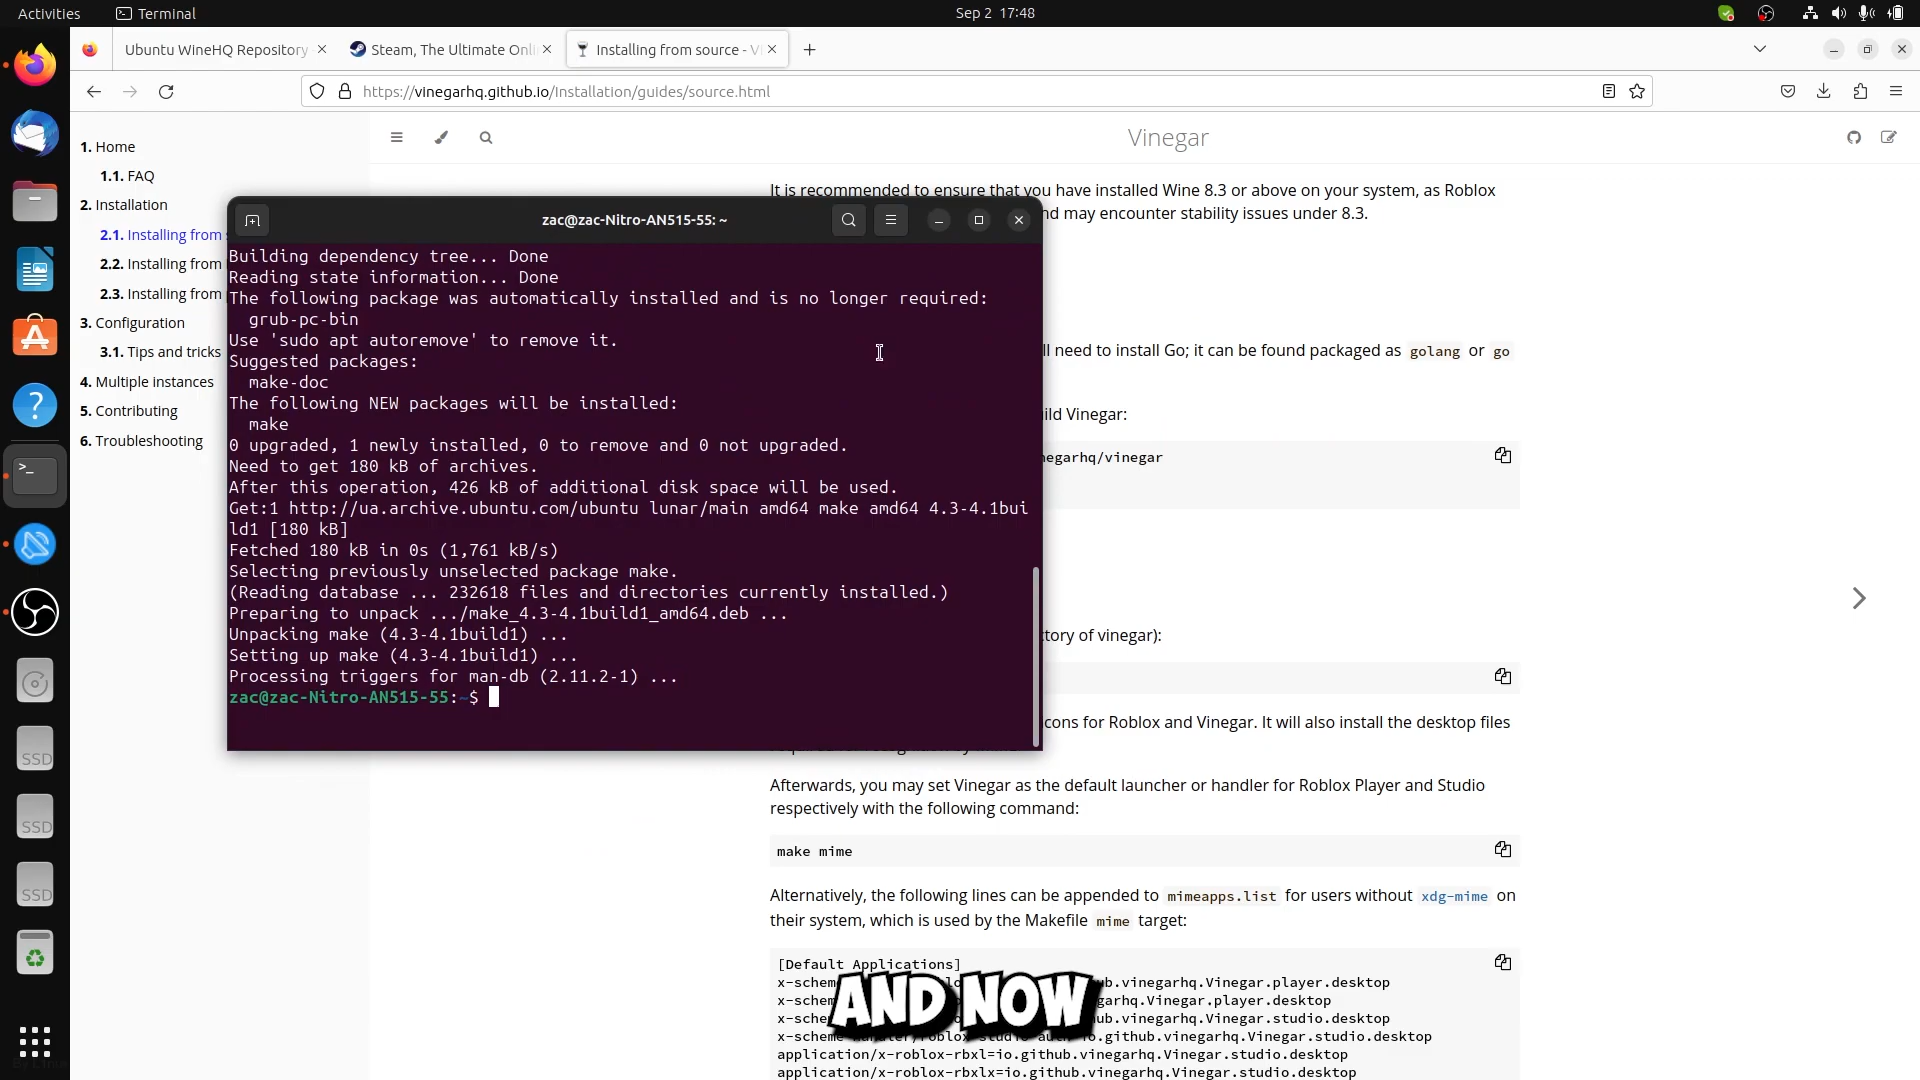 Activities
Terminal
Sep 2 17:48
Ubuntu WineHQ Repository
Steam, The Ultimate Onli
Installing from source - Vi
https://vinegarhq.github.io/Installation/guides/source.html
Vinegar
1. Home
1.1. FAQ
2. Installation
2.1. Installing from
2.2. Installing from
2.3. Installing from
3. Configuration
3.1. Tips and tricks
4. Multiple instances
5. Contributing
6. Troubleshooting
zac@zac-Nitro-AN515-55: ~
Building dependency tree... Done
Reading state information... Done
The following package was automatically installed and is no longer required:
grub-pc-bin
Use 'sudo apt autoremove' to remove it.
Suggested packages:
make-doc
The following NEW packages will be installed:
make
0 upgraded, 1 newly installed, 0 to remove and 0 not upgraded.
Need to get 180 kB of archives.
After this operation, 426 kB of additional disk space will be used.
Get:1 http://ua.archive.ubuntu.com/ubuntu lunar/main amd64 make amd64 4.3-4.1bui
ld1 [180 kB]
Fetched 180 kB in 0s (1,761 kB/s)
Selecting previously unselected package make.
(Reading database ... 232618 files and directories currently installed.)
Preparing to unpack .../make_4.3-4.1build1_amd64.deb ...
Unpacking make (4.3-4.1build1) ...
Setting up make (4.3-4.1build1) ...
Processing triggers for man-db (2.11.2-1) ...
zac@zac-Nitro-AN515-55:~$
It is recommended to ensure that you have installed Wine 8.3 or above on your system, as Roblox
may encounter stability issues under 8.3.
need to install Go; it can be found packaged as golang or go
Vinegar:
/vinegar
of vinegar):
for Roblox and Vinegar. It will also install the desktop files
Afterwards, you may set Vinegar as the default launcher or handler for Roblox Player and Studio
respectively with the following command:
make mime
Alternatively, the following lines can be appended to mimeapps.list for users without xdg-mime on
their system, which is used by the Makefile mime target:
[Default Applications]
x-schem ub.vinegarhq.Vinegar.player.desktop
x-schem garhq.Vinegar.player.desktop
x-schem ub.vinegarhq.Vinegar.studio.desktop
x-scheme io.github.vinegarhq.Vinegar.studio.desktop
application/x-roblox-rbxl=io.github.vinegarhq.Vinegar.studio.desktop
application/x-roblox-rbxlx=io.github.vinegarhq.Vinegar.studio.desktop
AND NOW
SSD
SSD
SSD